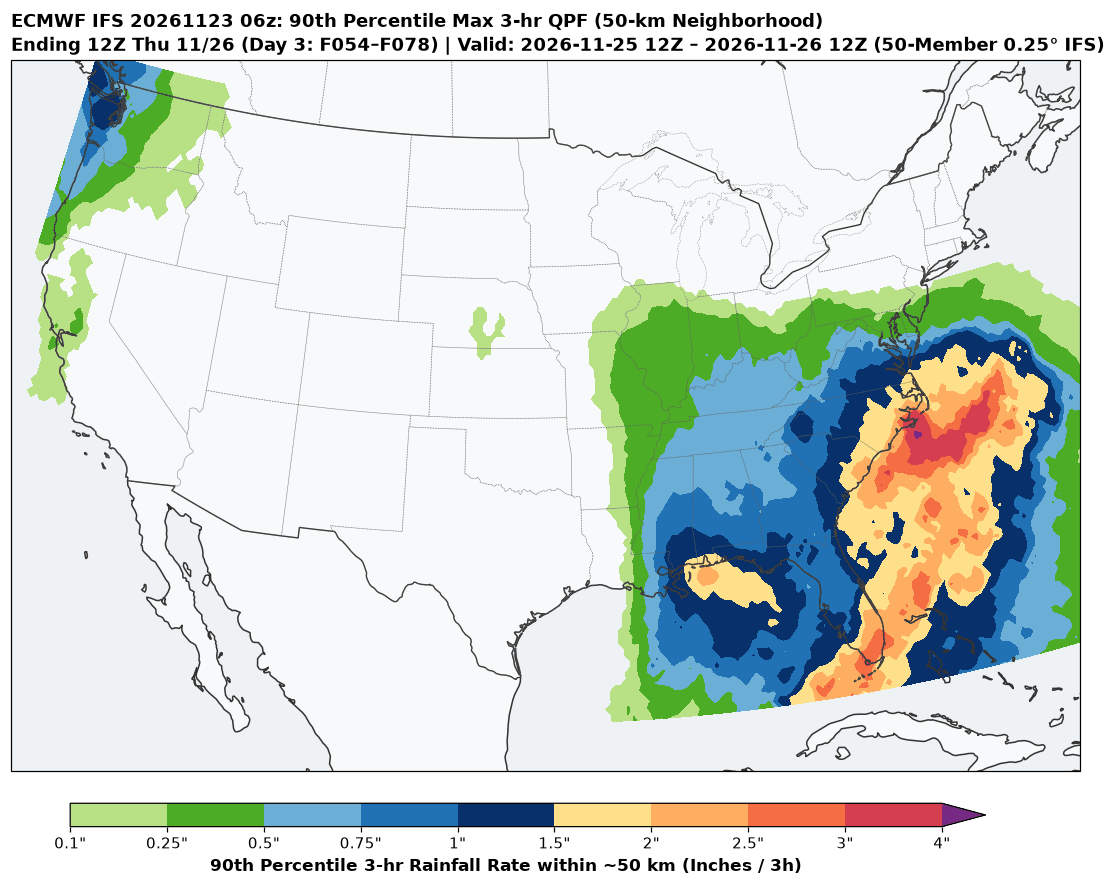 ECMWF IFS 20261123 06z: 90th Percentile Max 3-hr QPF (50-km Neighborhood)
Ending 12Z Thu 11/26 (Day 3: F054–F078) | Valid: 2026-11-25 12Z – 2026-11-26 12Z (50-Member 0.25° IFS)
0.1" 0.25" 0.5" 0.75" 1" 1.5" 2" 2.5" 3" 4"
90th Percentile 3-hr Rainfall Rate within ~50 km (Inches / 3h)